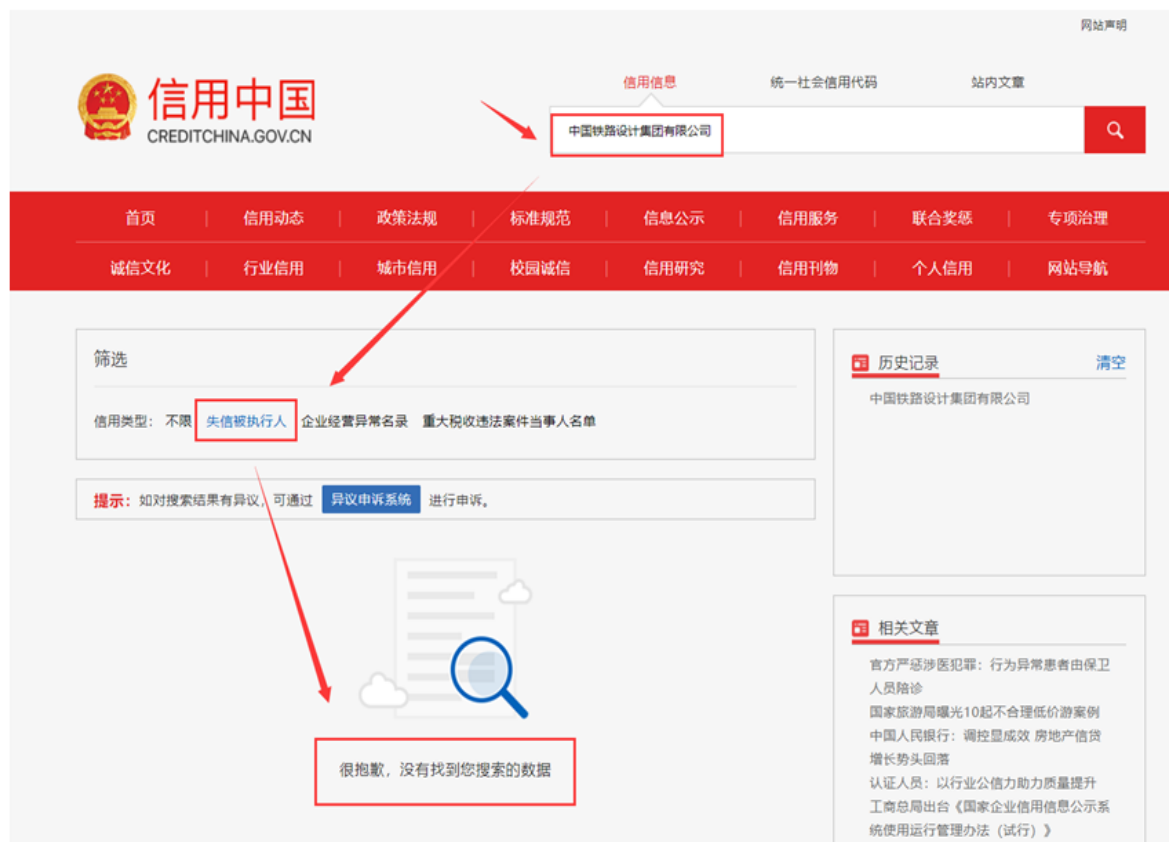 网站声明
信用中国
CREDITCHINA.GOV.CN
信用信息 统一社会信用代码 站内文章
中国铁路设计集团有限公司
首页 信用动态 政策法规 标准规范 信息公示 信用服务 联合奖惩 专项治理
诚信文化 行业信用 城市信用 校园诚信 信用研究 信用刊物 个人信用 网站导航
筛选
信用类型： 不限 失信被执行人 企业经营异常名录 重大税收违法案件当事人名单
提示：如对搜索结果有异议，可通过 异议申诉系统 进行申诉。
很抱歉，没有找到您搜索的数据
历史记录 清空
中国铁路设计集团有限公司
相关文章
官方严惩涉医犯罪：行为异常患者由保卫
人员陪诊
国家旅游局曝光10起不合理低价游案例
中国人民银行：调控显成效 房地产信贷
增长势头回落
认证人员：以行业公信力助力质量提升
工商总局出台《国家企业信用信息公示系
统使用运行管理办法（试行）》